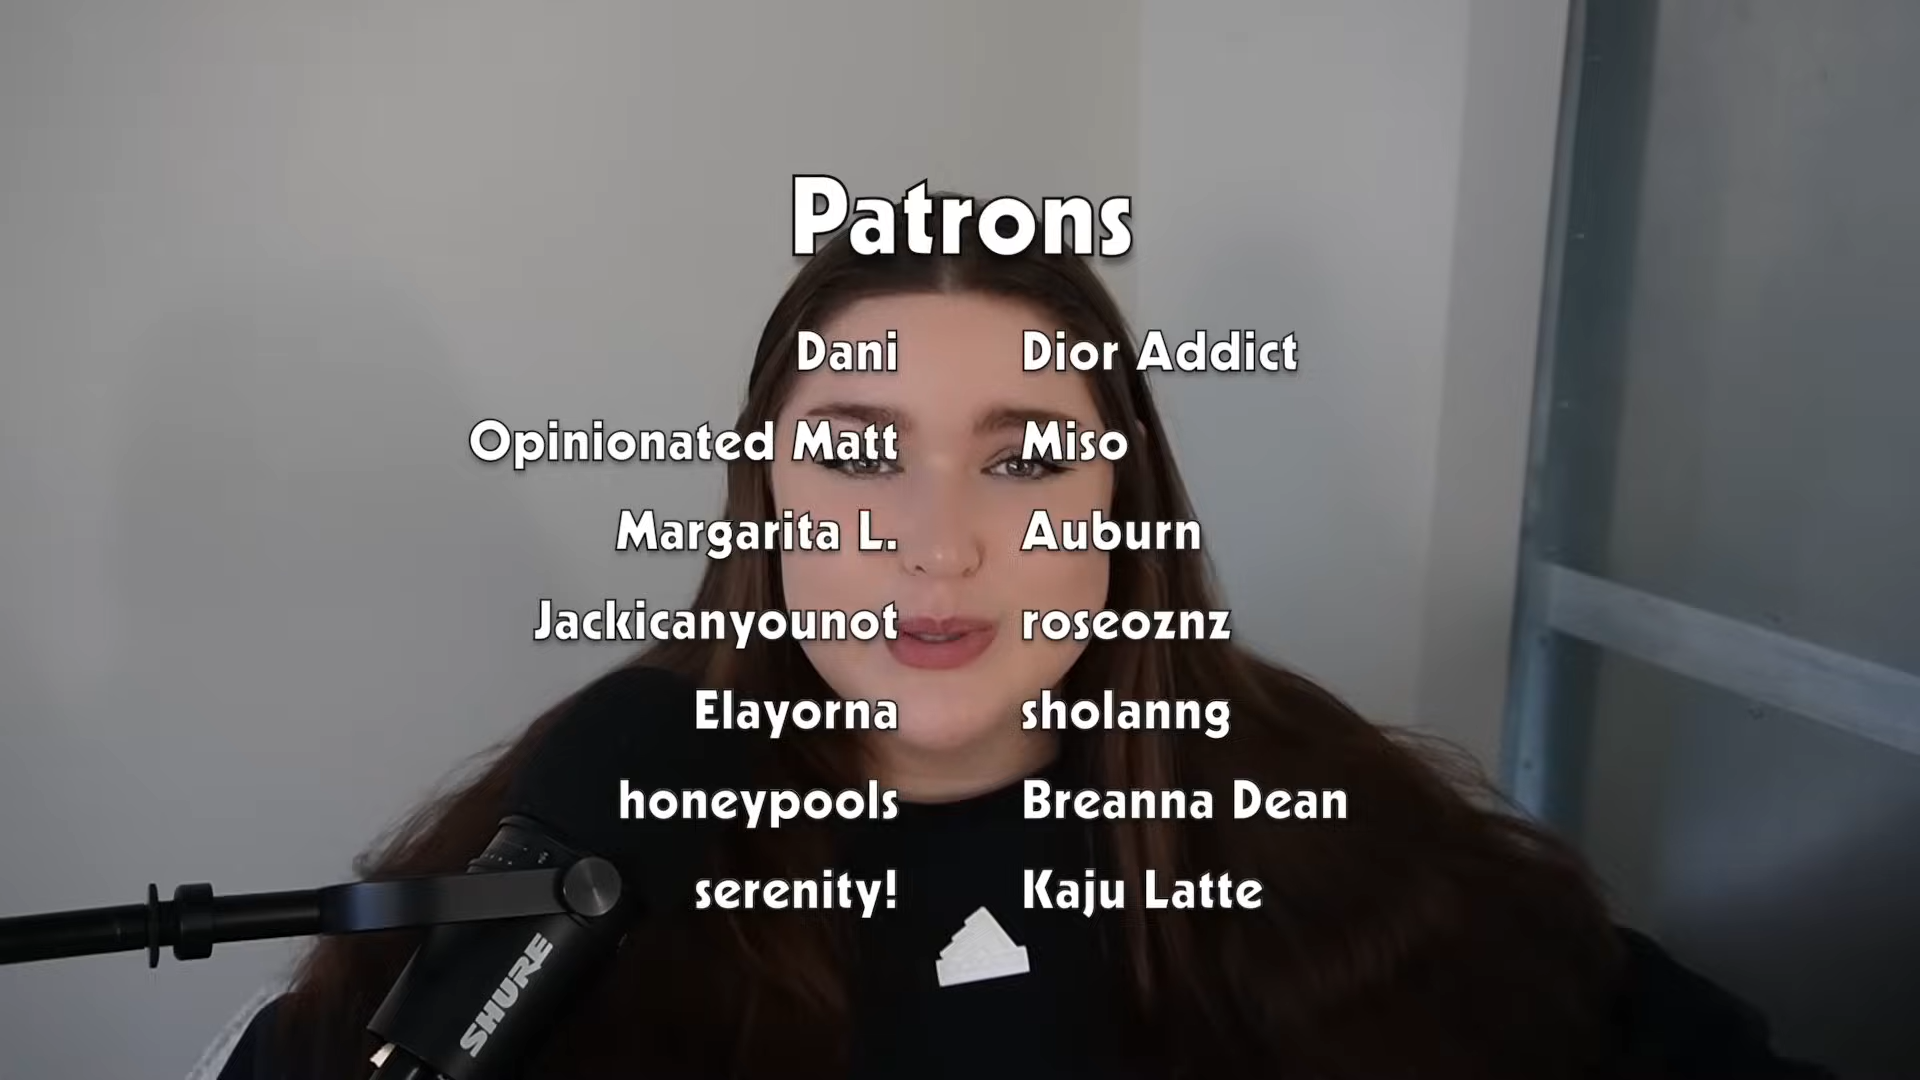 Patrons
Dani Dior Addict
Opinionated Matt Miso
Margarita L. Auburn
Jackicanyounot roseoznz
Elayorna sholanng
honeypools Breanna Dean
serenity! Kaju Latte
SHURE